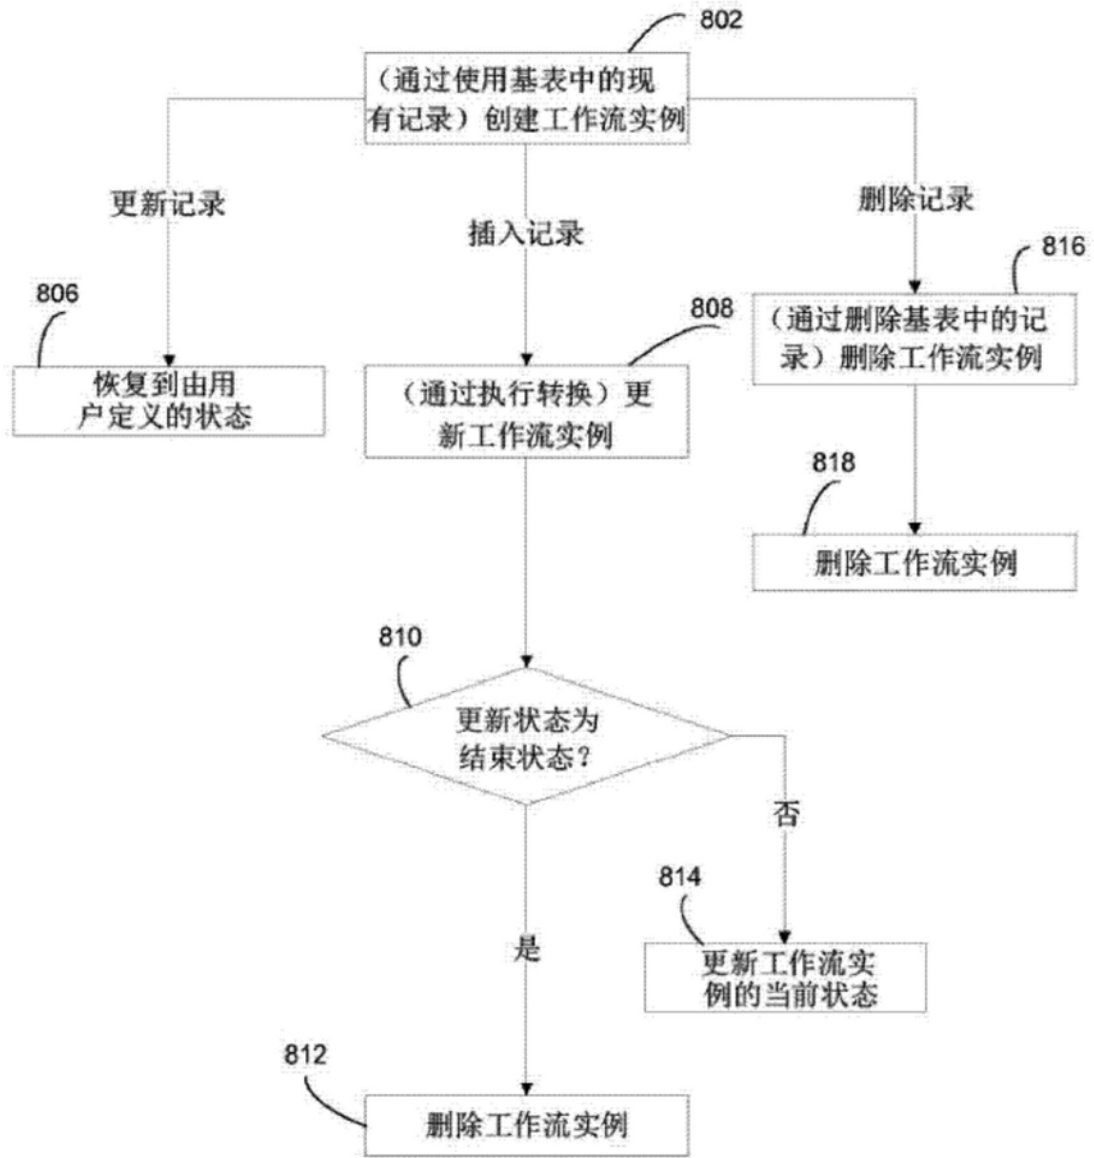 802
（通过使用基表中的现
有记录）创建工作流实例
更新记录
插入记录
删除记录
806
恢复到由用
户定义的状态
808
（通过执行转换）更
新工作流实例
816
（通过删除基表中的记
录）删除工作流实例
818
删除工作流实例
810
更新状态为
结束状态？
否
是
814
更新工作流实
例的当前状态
812
删除工作流实例